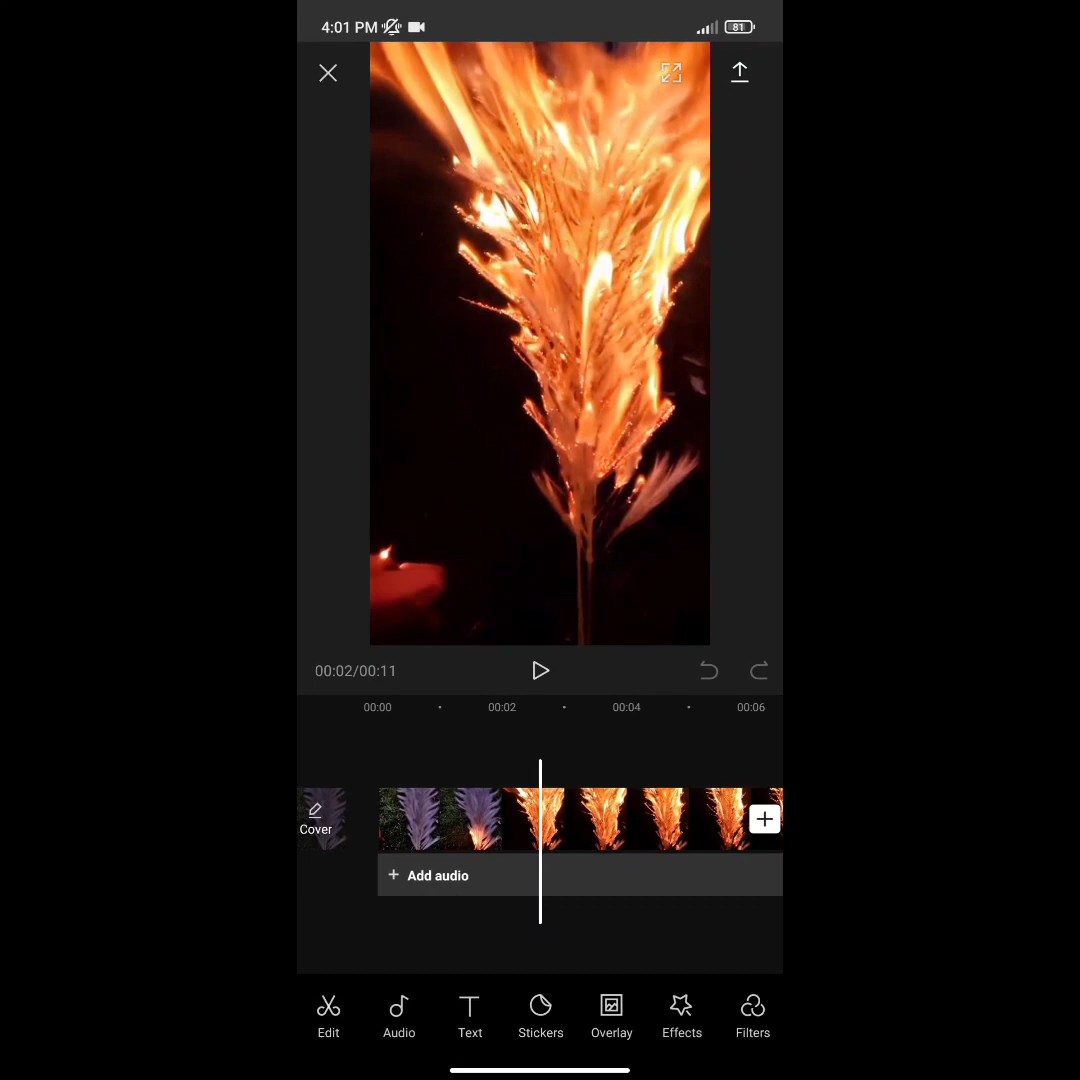 4:01 PM 81
00:02/00:11
00:00 00:02 00:04 00:06
Cover
+ Add audio
Edit Audio Text Stickers Overlay Effects Filters